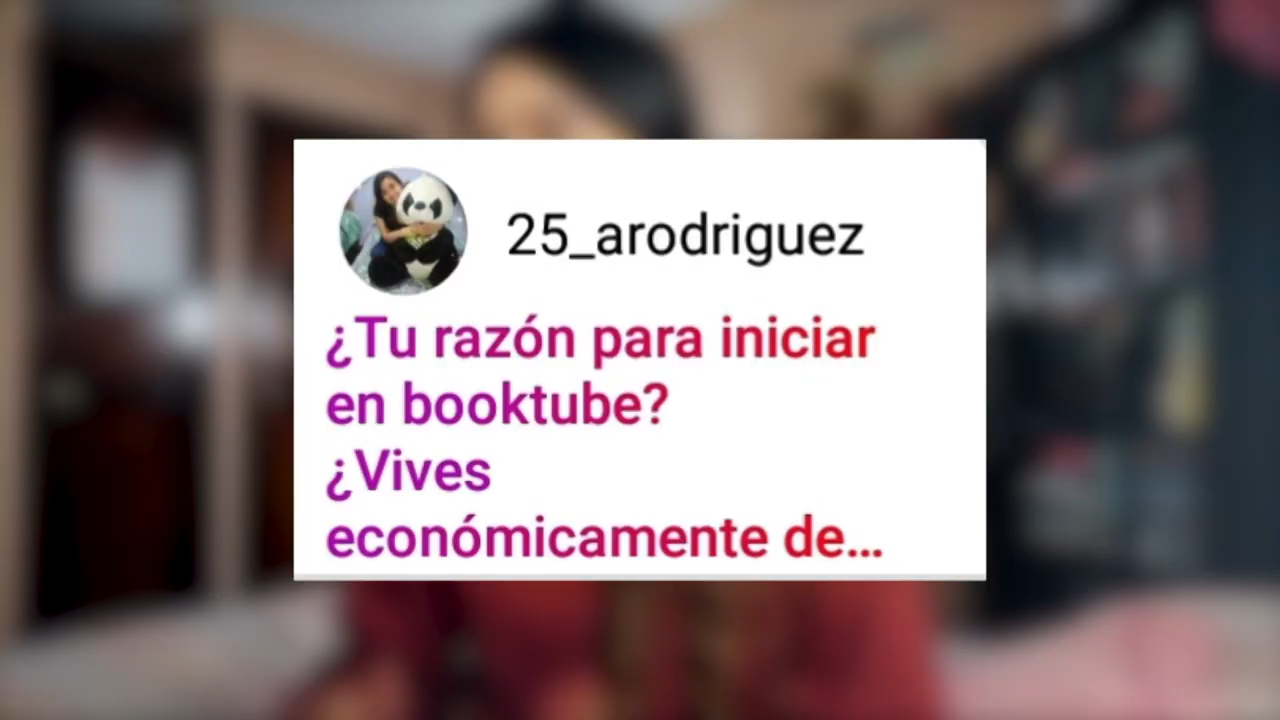 25_arodriguez
¿Tu razón para iniciar
en booktube?
¿Vives
económicamente de...